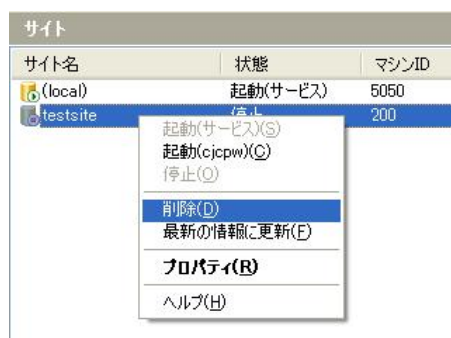 サイト
サイト名 状態 マシンID
(local) 起動(サービス) 5050
testsite 停止 200
起動(サービス)(S)
起動(cjcpw)(C)
停止(O)
削除(D)
最新の情報に更新(F)
プロパティ(R)
ヘルプ(H)